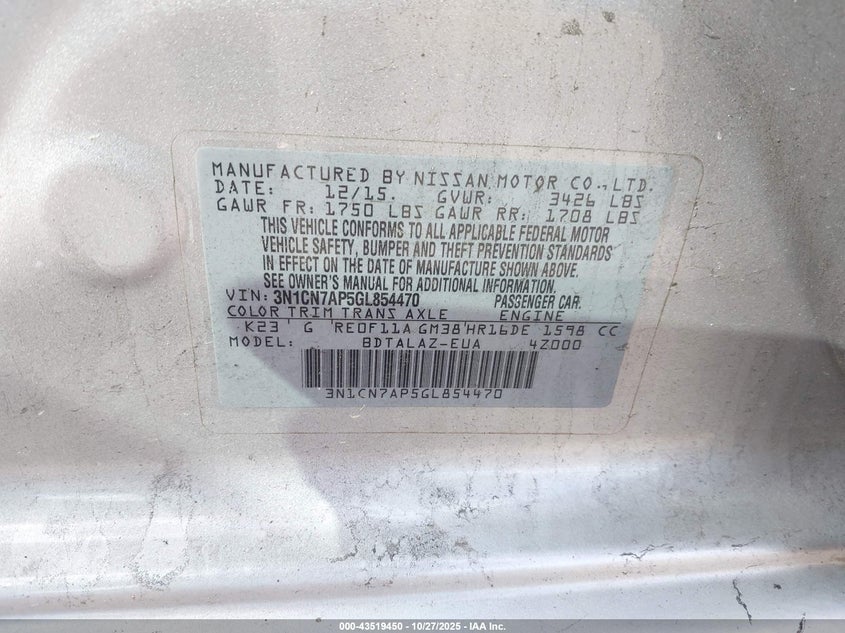 MANUFACTURED BY NISSAN MOTOR CO., LTD.
DATE: 12/15. GVWR: 3426 LBS
GAWR FR: 1750 LBS GAWR RR: 1708 LBS
THIS VEHICLE CONFORMS TO ALL APPLICABLE FEDERAL MOTOR
VEHICLE SAFETY, BUMPER AND THEFT PREVENTION STANDARDS
IN EFFECT ON THE DATE OF MANUFACTURE SHOWN ABOVE.
SEE OWNER'S MANUAL FOR ADDITIONAL INFORMATION.
VIN: 3N1CN7AP5GL854470 PASSENGER CAR.
COLOR TRIM TRANS AXLE ENGINE
K23 ' G 'RE0F11A GM38'HR16DE 1598 CC
MODEL: BDTALAZ-EUA 4Z000
3N1CN7AP5GL854470
000-43519450 | 10/27/2025 | IAA Inc.